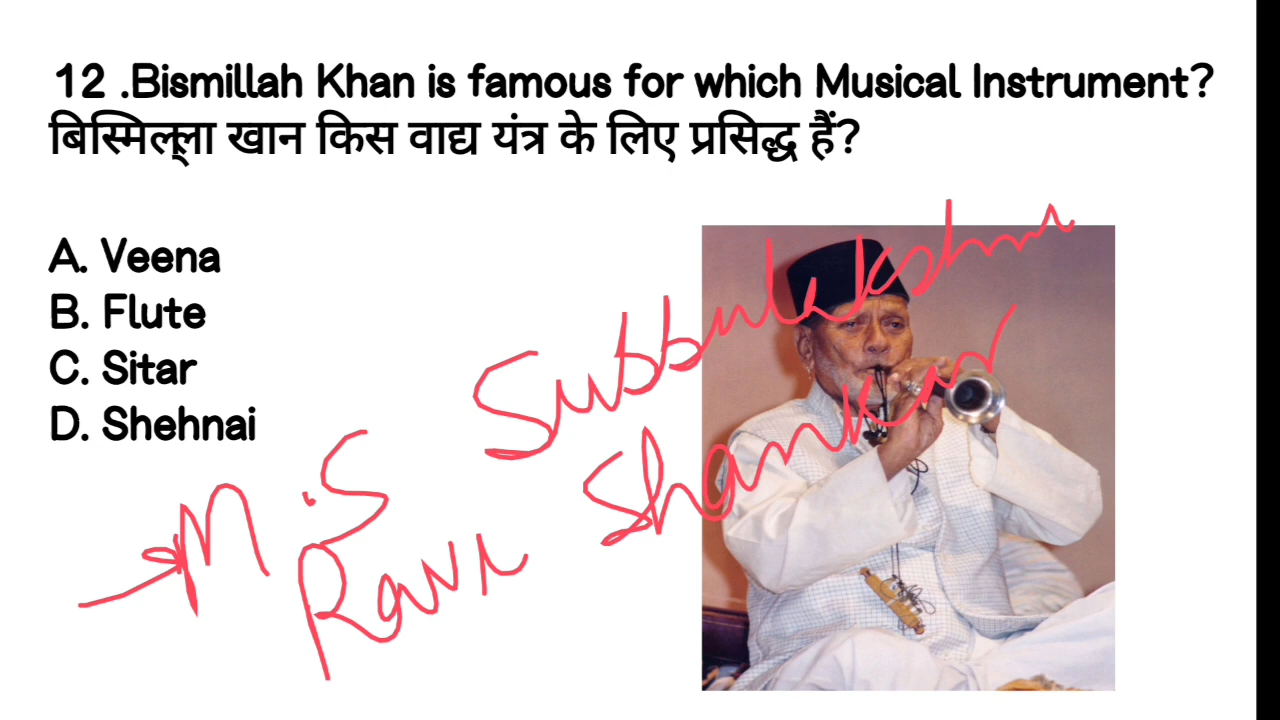 12 .Bismillah Khan is famous for which Musical Instrument?
बिस्मिल्ला खान किस वाद्य यंत्र के लिए प्रसिद्ध हैं?
A. Veena
B. Flute
C. Sitar
D. Shehnai
M.S Subbulakshmi
Ravi Shankar